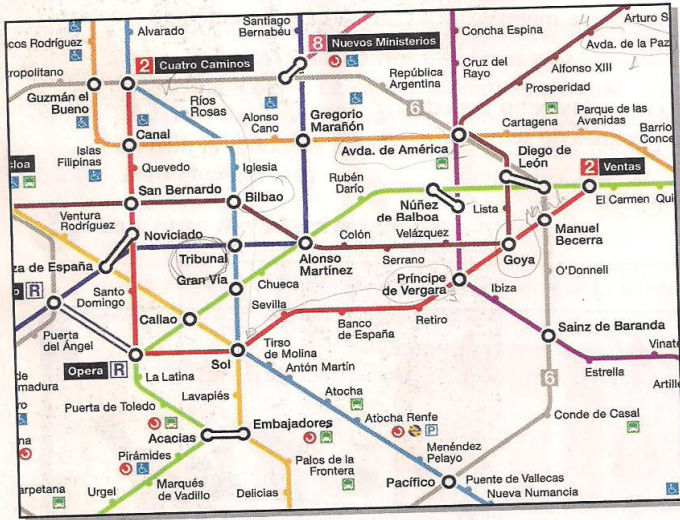 Alvarado
Santiago
Bernabéu
Concha Espina
Arturo S
cos Rodríguez
8 Nuevos Ministerios
Avda. de la Paz
2 Cuatro Caminos
Cruz del
Rayo
Alfonso XIII
ropolitano
República
Argentina
Prosperidad
Guzmán el
Bueno
Ríos
Rosas
6
Gregorio
Marañón
Alonso
Cano
Cartagena
Parque de las
Avenidas
Canal
Islas
Filipinas
Avda. de América
Diego de
León
Barrio
Conce
cloa
Quevedo
Iglesia
Rubén
Darío
2 Ventas
San Bernardo
Bilbao
Núñez
de Balboa
Lista
El Carmen
Qui
Ventura
Rodríguez
Noviciado
Colón
Velázquez
Manuel
Becerra
za de España
Tribunal
Alonso
Martínez
Serrano
Goya
Gran Vía
Chueca
Príncipe
de Vergara
O'Donnell
R
Santo
Domingo
Sevilla
Ibiza
Callao
Banco
de España
Retiro
Puerta
del Ángel
Sol
Tirso
de Molina
Sainz de Baranda
Opera R
Antón Martín
Vinate
La Latina
Estrella
6
de
madura
Lavapiés
Atocha
Artille
Puerta de Toledo
Embajadores
Atocha Renfe
P
Conde de Casal
Acacias
Menéndez
Pelayo
na
Pirámides
Palos de la
Frontera
Marqués
de Vadillo
Pacífico
Puente de Vallecas
arpetana
Urgel
Delicias
Nueva Numancia